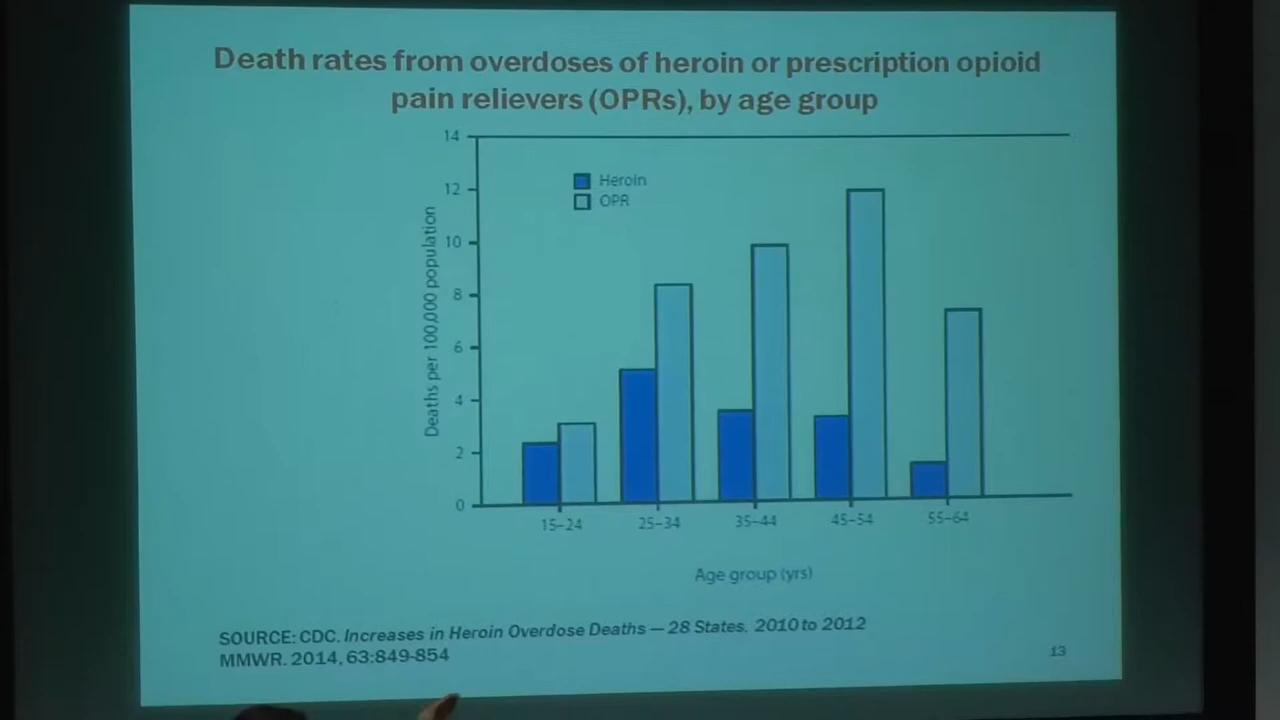 Death rates from overdoses of heroin or prescription opioid
pain relievers (OPRs), by age group
14
12
10
8
6
4
2
0
Deaths per 100,000 population
Heroin
OPR
15–24
25–34
35–44
45–54
55–64
Age group (yrs)
SOURCE: CDC. Increases in Heroin Overdose Deaths — 28 States, 2010 to 2012
MMWR. 2014, 63:849-854
13